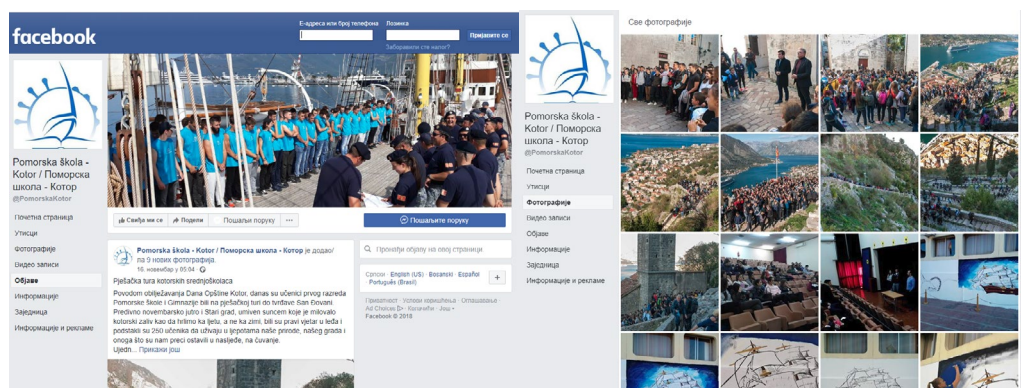 facebook
Е-адреса или број телефона
Лозинка
Пријавите се
Заборавили сте налог?
Pomorska škola -
Kotor / Поморска
школа - Котор
@PomorskaKotor
Почетна страница
Утисци
Фотографије
Видео записи
Објаве
Информације
Заједница
Информације и рекламе
Свиђа ми се
Подели
Пошаљи поруку
Пошаљите поруку
Pomorska škola - Kotor / Поморска школа - Котор је додао/
ла 9 нових фотографија.
16. новембар у 05:04
Pješačka tura kotorskih srednjoškolaca
Povodom obilježavanja Dana Opštine Kotor, danas su učenici prvog razreda
Pomorske Škole i Gimnazije bili na pješačkoj turi do tvrđave San Đovani.
Predivno novembarsko jutro i Stari grad, umiven suncem koje je milovalo
kotorski zaliv kao da hrlimo ka ljetu, a ne ka zimi, bili su pravi vjetar u leđa i
podstakli su 250 učenika da uživaju u ljepotama naše prirode, našeg grada i
onoga što su nam preci ostavili u nasljeđe, na čuvanje.
Ujedn... Прикажи још
Пронађи објаву на овој страници
Српски · English (US) · Bosanski · Español
· Português (Brasil)
Приватност · Услови коришћења · Оглашавање ·
Ad Choices · Колачићи · Још
Facebook © 2018
Pomorska škola -
Kotor / Поморска
школа - Котор
@PomorskaKotor
Почетна страница
Утисци
Фотографије
Видео записи
Објаве
Информације
Заједница
Информације и рекламе
Све фотографије